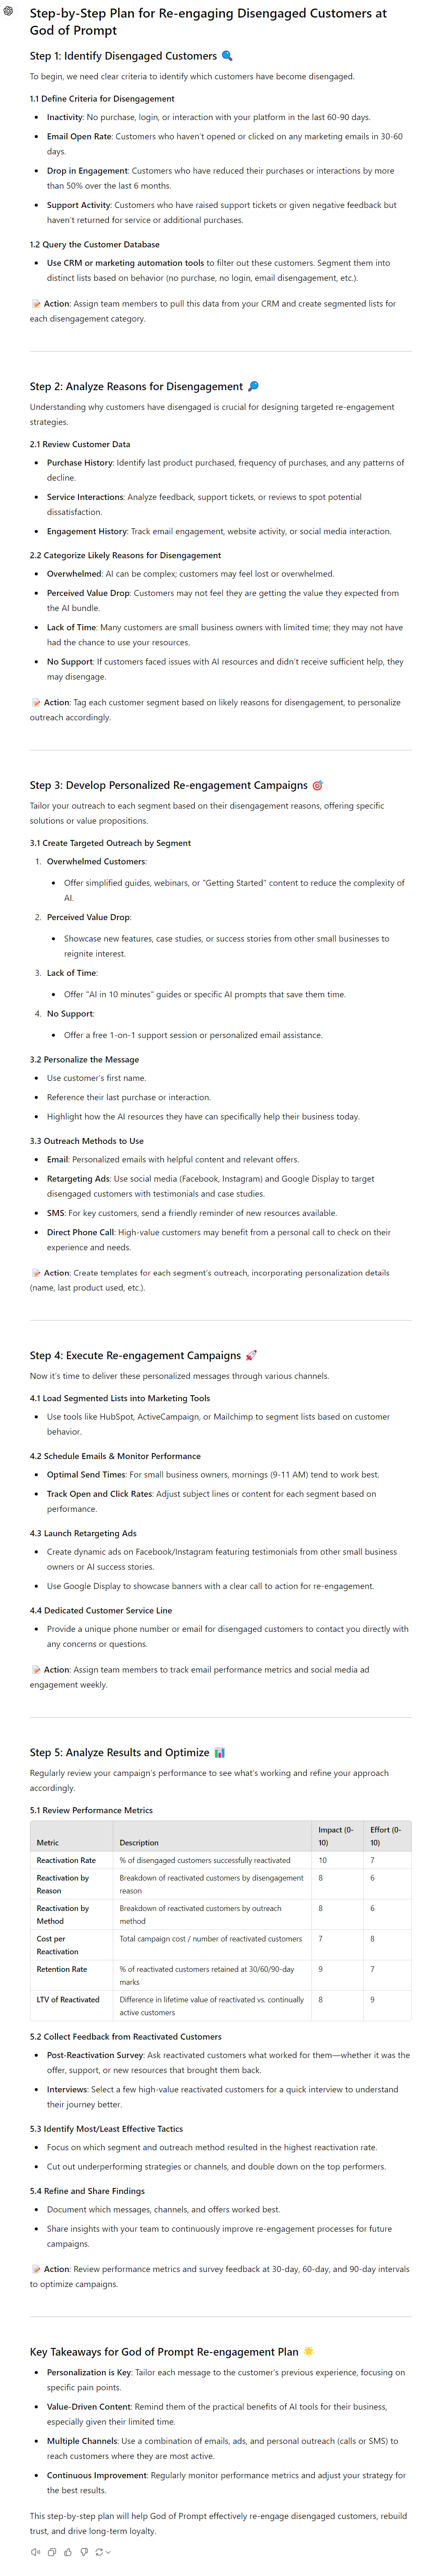 Step-by-Step Plan for Re-engaging Disengaged Customers at
God of Prompt
Step 1: Identify Disengaged Customers 🔍
To begin, we need clear criteria to identify which customers have become disengaged.
1.1 Define Criteria for Disengagement
• Inactivity: No purchase, login, or interaction with your platform in the last 60-90 days.
• Email Open Rate: Customers who haven't opened or clicked on any marketing emails in 30-60
days.
• Drop in Engagement: Customers who have reduced their purchases or interactions by more
than 50% over the last 6 months.
• Support Activity: Customers who have raised support tickets or given negative feedback but
haven't returned for service or additional purchases.
1.2 Query the Customer Database
• Use CRM or marketing automation tools to filter out these customers. Segment them into
distinct lists based on behavior (no purchase, no login, email disengagement, etc.).
📝 Action: Assign team members to pull this data from your CRM and create segmented lists for
each disengagement category.
Step 2: Analyze Reasons for Disengagement 🔎
Understanding why customers have disengaged is crucial for designing targeted re-engagement
strategies.
2.1 Review Customer Data
• Purchase History: Identify last product purchased, frequency of purchases, and any patterns of
decline.
• Service Interactions: Analyze feedback, support tickets, or reviews to spot potential
dissatisfaction.
• Engagement History: Track email engagement, website activity, or social media interaction.
2.2 Categorize Likely Reasons for Disengagement
• Overwhelmed: AI can be complex; customers may feel lost or overwhelmed.
• Perceived Value Drop: Customers may not feel they are getting the value they expected from
the AI bundle.
• Lack of Time: Many customers are small business owners with limited time; they may not have
had the chance to use your resources.
• No Support: If customers faced issues with AI resources and didn't receive sufficient help, they
may disengage.
📝 Action: Tag each customer segment based on likely reasons for disengagement, to personalize
outreach accordingly.
Step 3: Develop Personalized Re-engagement Campaigns 🎯
Tailor your outreach to each segment based on their disengagement reasons, offering specific
solutions or value propositions.
3.1 Create Targeted Outreach by Segment
1. Overwhelmed Customers:
• Offer simplified guides, webinars, or "Getting Started" content to reduce the complexity of
AI.
2. Perceived Value Drop:
• Showcase new features, case studies, or success stories from other small businesses to
reignite interest.
3. Lack of Time:
• Offer "AI in 10 minutes" guides or specific AI prompts that save them time.
4. No Support:
• Offer a free 1-on-1 support session or personalized email assistance.
3.2 Personalize the Message
• Use customer's first name.
• Reference their last purchase or interaction.
• Highlight how the AI resources they have can specifically help their business today.
3.3 Outreach Methods to Use
• Email: Personalized emails with helpful content and relevant offers.
• Retargeting Ads: Use social media (Facebook, Instagram) and Google Display to target
disengaged customers with testimonials and case studies.
• SMS: For key customers, send a friendly reminder of new resources available.
• Direct Phone Call: High-value customers may benefit from a personal call to check on their
experience and needs.
📝 Action: Create templates for each segment's outreach, incorporating personalization details
(name, last product used, etc.).
Step 4: Execute Re-engagement Campaigns 🚀
Now it's time to deliver these personalized messages through various channels.
4.1 Load Segmented Lists into Marketing Tools
• Use tools like HubSpot, ActiveCampaign, or Mailchimp to segment lists based on customer
behavior.
4.2 Schedule Emails & Monitor Performance
• Optimal Send Times: For small business owners, mornings (9-11 AM) tend to work best.
• Track Open and Click Rates: Adjust subject lines or content for each segment based on
performance.
4.3 Launch Retargeting Ads
• Create dynamic ads on Facebook/Instagram featuring testimonials from other small business
owners or AI success stories.
• Use Google Display to showcase banners with a clear call to action for re-engagement.
4.4 Dedicated Customer Service Line
• Provide a unique phone number or email for disengaged customers to contact you directly with
any concerns or questions.
📝 Action: Assign team members to track email performance metrics and social media ad
engagement weekly.
Step 5: Analyze Results and Optimize 📊
Regularly review your campaign's performance to see what's working and refine your approach
accordingly.
5.1 Review Performance Metrics
Metric Description Impact (0-10) Effort (0-10)
Reactivation Rate % of disengaged customers successfully reactivated 10 7
Reactivation by Reason Breakdown of reactivated customers by disengagement reason 8 6
Reactivation by Method Breakdown of reactivated customers by outreach method 8 6
Cost per Reactivation Total campaign cost / number of reactivated customers 7 8
Retention Rate % of reactivated customers retained at 30/60/90-day marks 9 7
LTV of Reactivated Difference in lifetime value of reactivated vs. continually active customers 8 9
5.2 Collect Feedback from Reactivated Customers
• Post-Reactivation Survey: Ask reactivated customers what worked for them—whether it was the
offer, support, or new resources that brought them back.
• Interviews: Select a few high-value reactivated customers for a quick interview to understand
their journey better.
5.3 Identify Most/Least Effective Tactics
• Focus on which segment and outreach method resulted in the highest reactivation rate.
• Cut out underperforming strategies or channels, and double down on the top performers.
5.4 Refine and Share Findings
• Document which messages, channels, and offers worked best.
• Share insights with your team to continuously improve re-engagement processes for future
campaigns.
📝 Action: Review performance metrics and survey feedback at 30-day, 60-day, and 90-day intervals
to optimize campaigns.
Key Takeaways for God of Prompt Re-engagement Plan 🌟
• Personalization is Key: Tailor each message to the customer's previous experience, focusing on
specific pain points.
• Value-Driven Content: Remind them of the practical benefits of AI tools for their business,
especially given their limited time.
• Multiple Channels: Use a combination of emails, ads, and personal outreach (calls or SMS) to
reach customers where they are most active.
• Continuous Improvement: Regularly monitor performance metrics and adjust your strategy for
the best results.
This step-by-step plan will help God of Prompt effectively re-engage disengaged customers, rebuild
trust, and drive long-term loyalty.